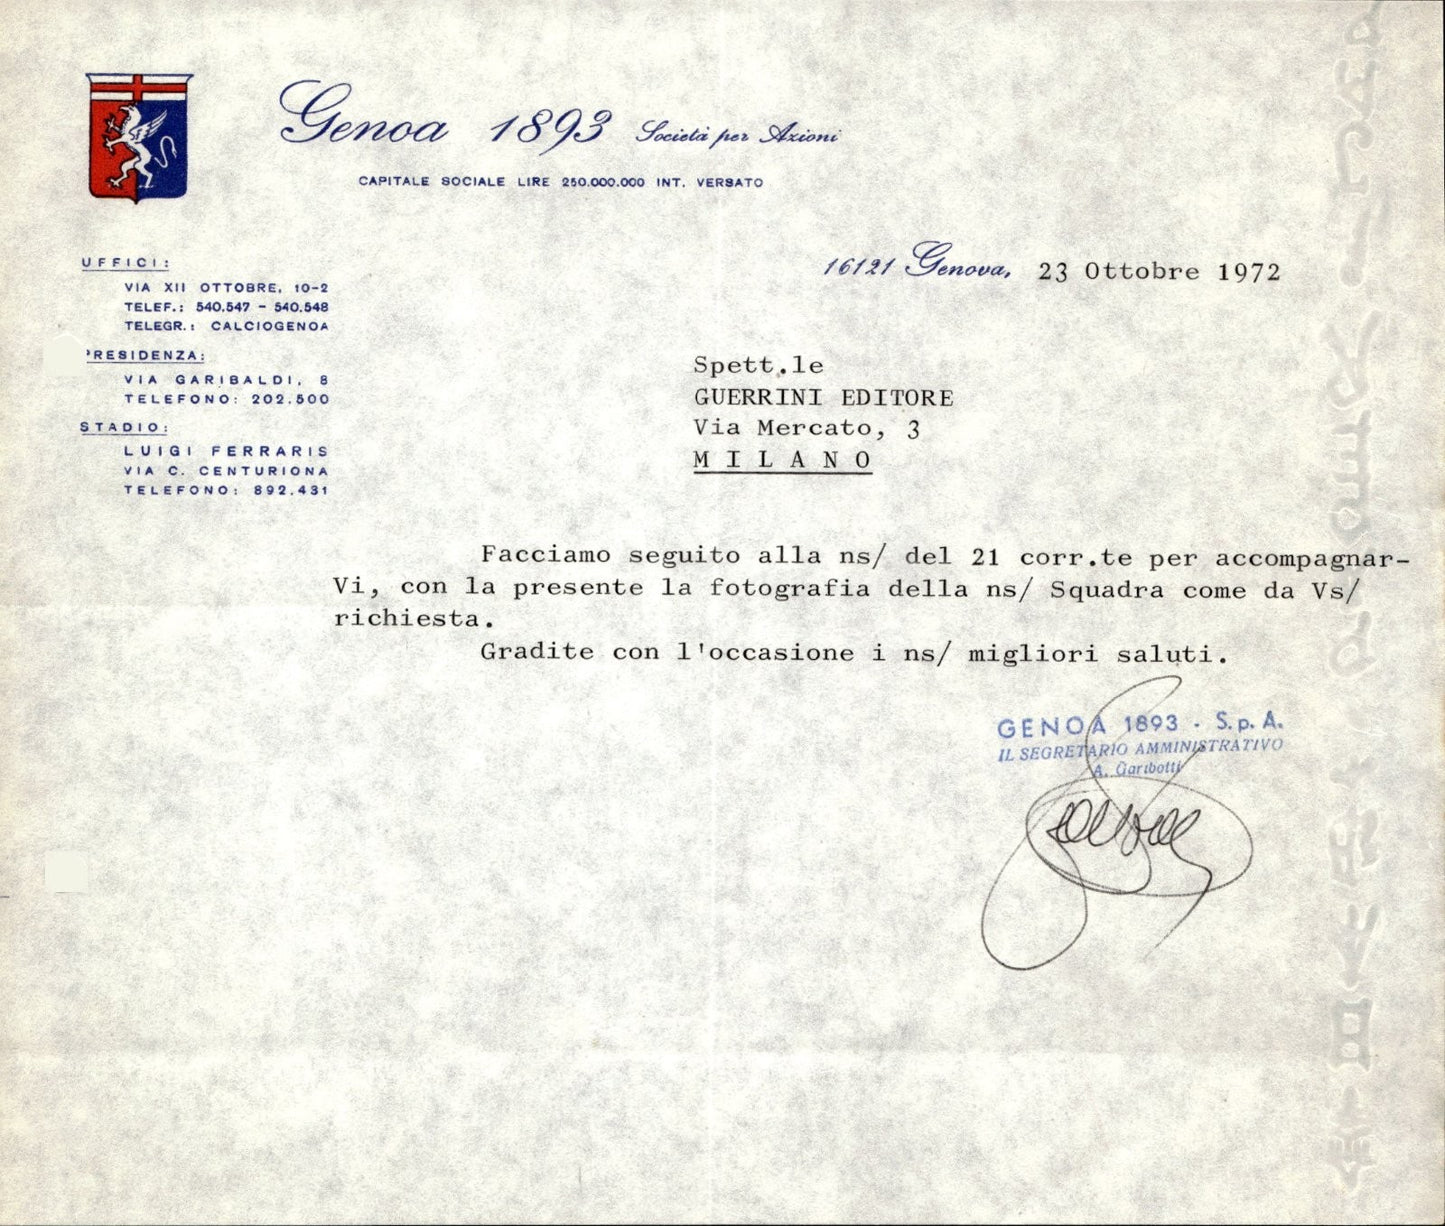 Genoa 1893 Società per Azioni
CAPITALE SOCIALE LIRE 250.000.000 INT. VERSATO
UFFICI:
VIA XII OTTOBRE, 10-2
TELEF.: 540.547 - 540.548
TELEGR.: CALCIOGENOA
PRESIDENZA:
VIA GARIBALDI, 8
TELEFONO: 202.500
STADIO:
LUIGI FERRARIS
VIA C. CENTURIONA
TELEFONO: 892.431
16121 Genova, 23 Ottobre 1972
Spett.le
GUERRINI EDITORE
Via Mercato, 3
M I L A N O
Facciamo seguito alla ns/ del 21 corr.te per accompagnar-
Vi, con la presente la fotografia della ns/ Squadra come da Vs/
richiesta.
Gradite con l'occasione i ns/ migliori saluti.
GENOA 1893 - S.p.A.
IL SEGRETARIO AMMINISTRATIVO
A. Garibotti